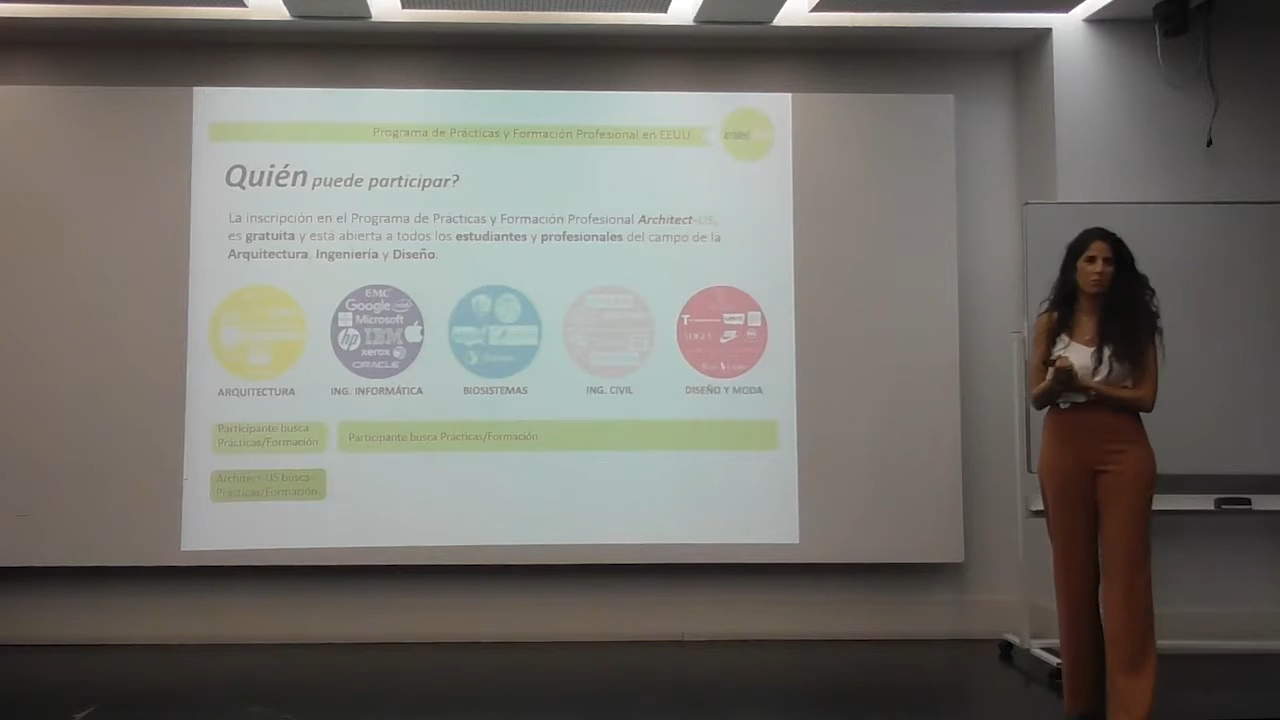 Programa de Prácticas y Formación Profesional en EEUU
Quién puede participar?
La inscripción en el Programa de Prácticas y Formación Profesional Architect-US,
es gratuita y está abierta a todos los estudiantes y profesionales del campo de la
Arquitectura, Ingeniería y Diseño.
EMC
Google intel
Microsoft
hp IBM
xerox
ORACLE
ARQUITECTURA
ING. INFORMÁTICA
BIOSISTEMAS
ING. CIVIL
DISEÑO Y MODA
Participante busca
Prácticas/Formación
Participante busca Prácticas/Formación
Architect-US busca
Prácticas/Formación